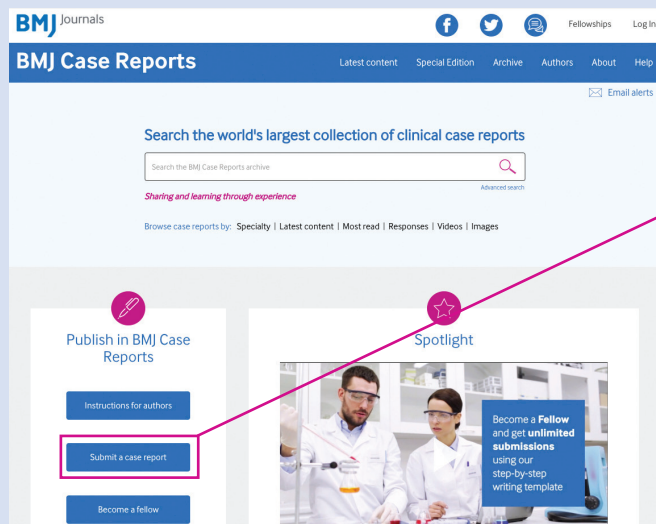 BMJ Journals
Fellowships Log In
BMJ Case Reports
Latest content Special Edition Archive Authors About Help
Email alerts
Search the world's largest collection of clinical case reports
Search the BMJ Case Reports archive
Advanced search
Sharing and learning through experience
Browse case reports by: Specialty | Latest content | Most read | Responses | Videos | Images
Publish in BMJ Case
Reports
Instructions for authors
Submit a case report
Become a fellow
Spotlight
Become a Fellow
and get unlimited
submissions
using our
step-by-step
writing template